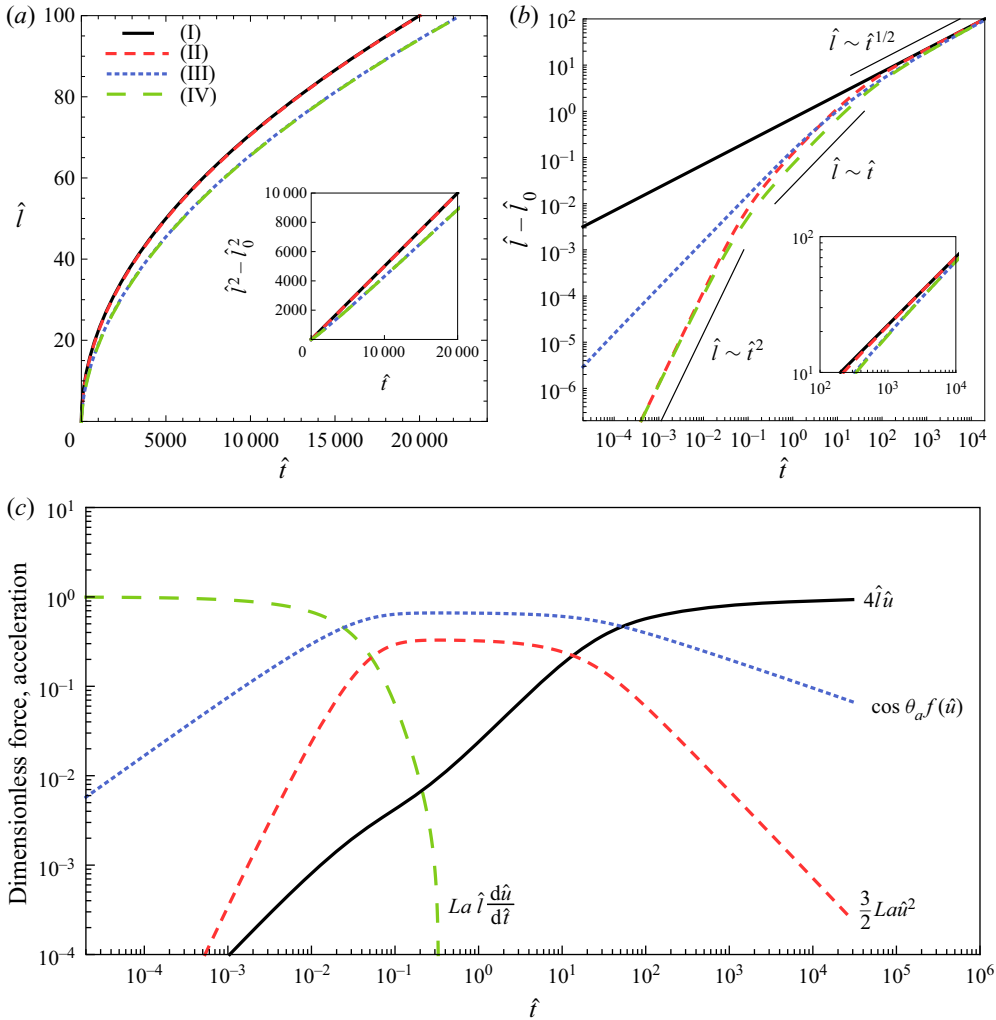 (a)
100
80
60
40
20
0
l̂
(I)
(II)
(III)
(IV)
5000
10 000
15 000
20 000
t̂
10 000
8000
6000
4000
2000
0
l̂² – l̂₀²
10 000
20 000
t̂
(b)
10²
10¹
10⁰
10⁻¹
10⁻²
10⁻³
10⁻⁴
10⁻⁵
10⁻⁶
l̂ – l̂₀
l̂ ~ t̂^1/2
l̂ ~ t̂
l̂ ~ t̂²
10²
10¹
10² 10³ 10⁴
10⁻⁴ 10⁻³ 10⁻² 10⁻¹ 10⁰ 10¹ 10² 10³ 10⁴
t̂
(c)
10¹
10⁰
10⁻¹
10⁻²
10⁻³
10⁻⁴
Dimensionless force, acceleration
4l̂û
cos θₐ f(û)
La l̂ dû/dt̂
3/2 Laû²
10⁻⁴ 10⁻³ 10⁻² 10⁻¹ 10⁰ 10¹ 10² 10³ 10⁴ 10⁵ 10⁶
t̂